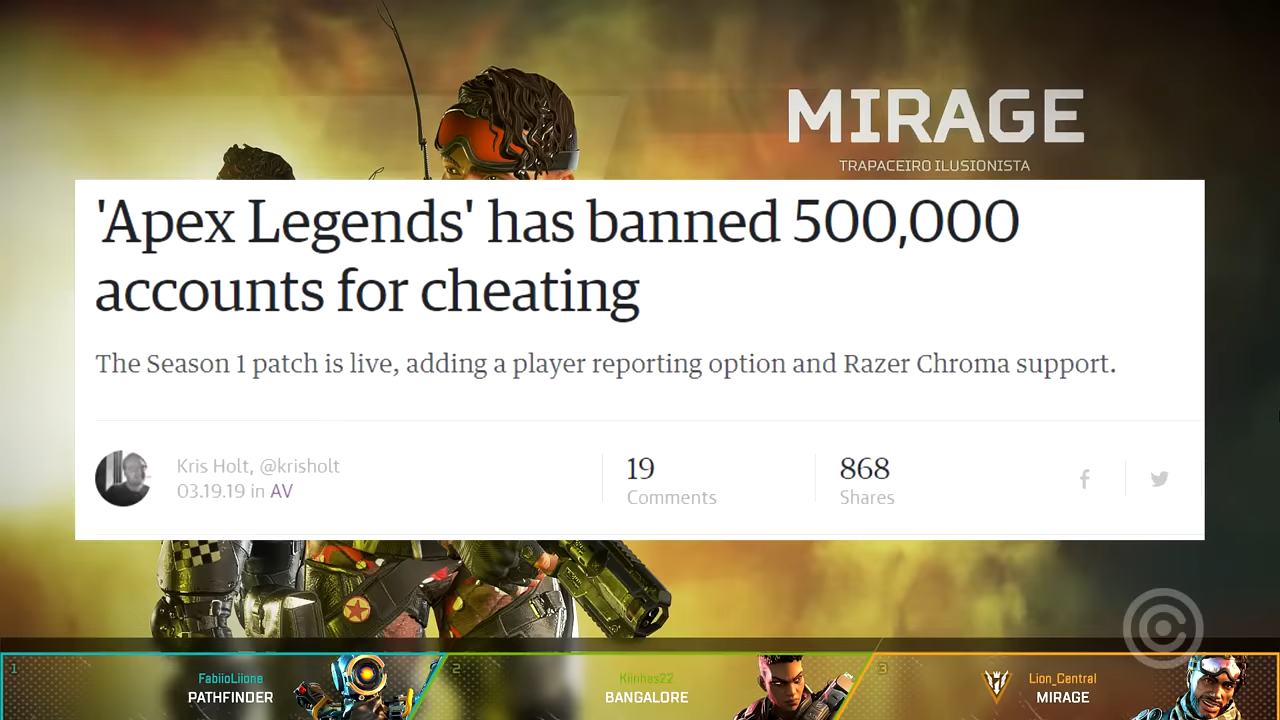 MIRAGE
TRAPACEIRO ILUSIONISTA
'Apex Legends' has banned 500,000
accounts for cheating
The Season 1 patch is live, adding a player reporting option and Razer Chroma support.
Kris Holt, @krisholt
03.19.19 in AV
19
Comments
868
Shares
1
FabiioLiione
PATHFINDER
2
Kiinhas22
BANGALORE
3
Lion_Central
MIRAGE